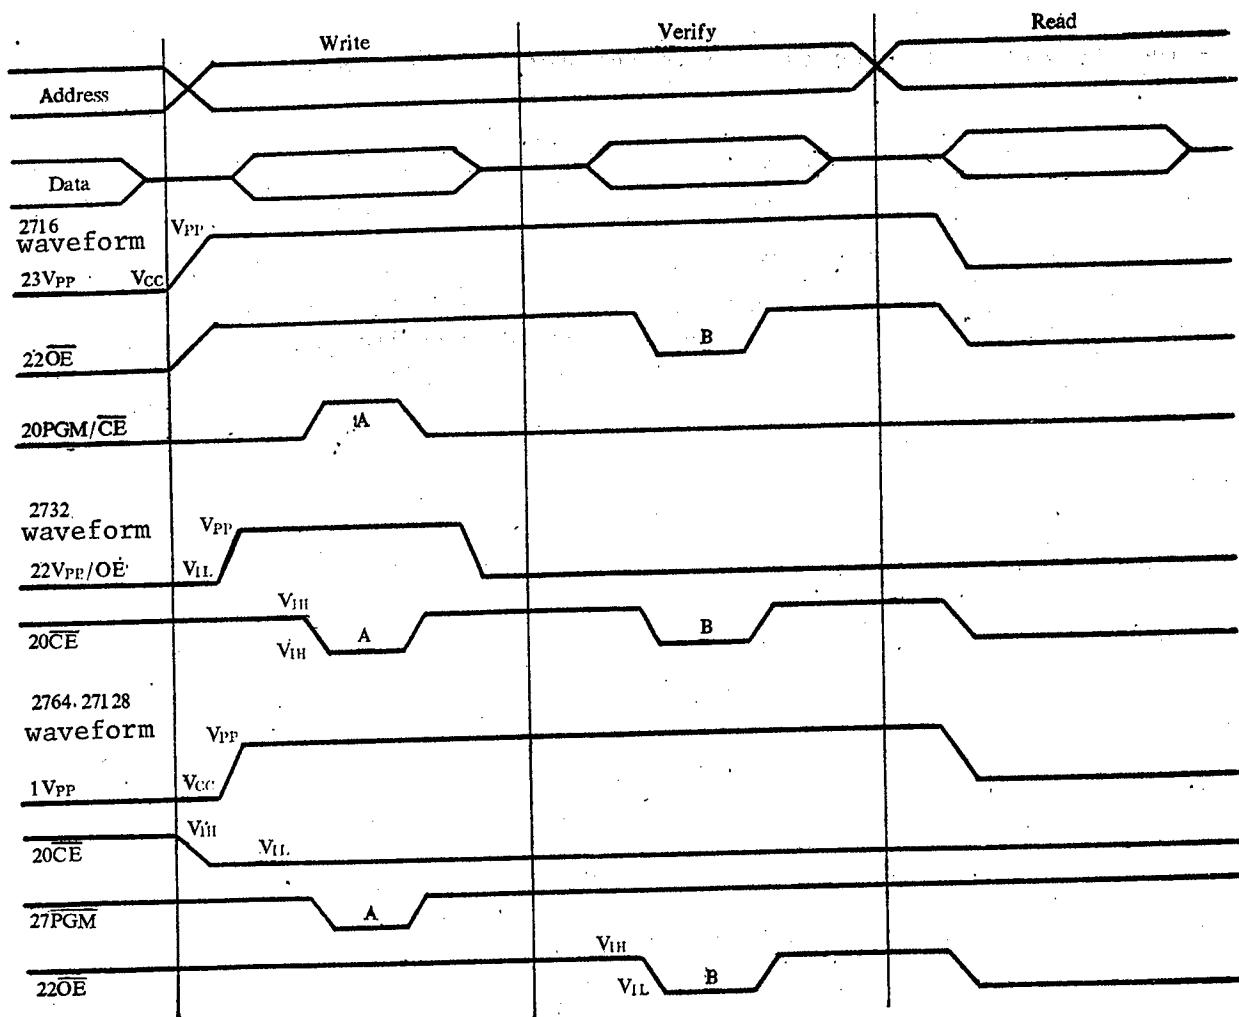 Write
Verify
Read
Address
Data
2716
waveform
VPP
23VPP
VCC
22OE
B
20PGM/CE
A
2732
waveform
VPP
22VPP/OE
VIL
VIH
20CE
VIH
A
B
2764. 27128
waveform
VPP
1VPP
VCC
VIH
20CE
VIL
27PGM
A
VIH
22OE
VIL
B